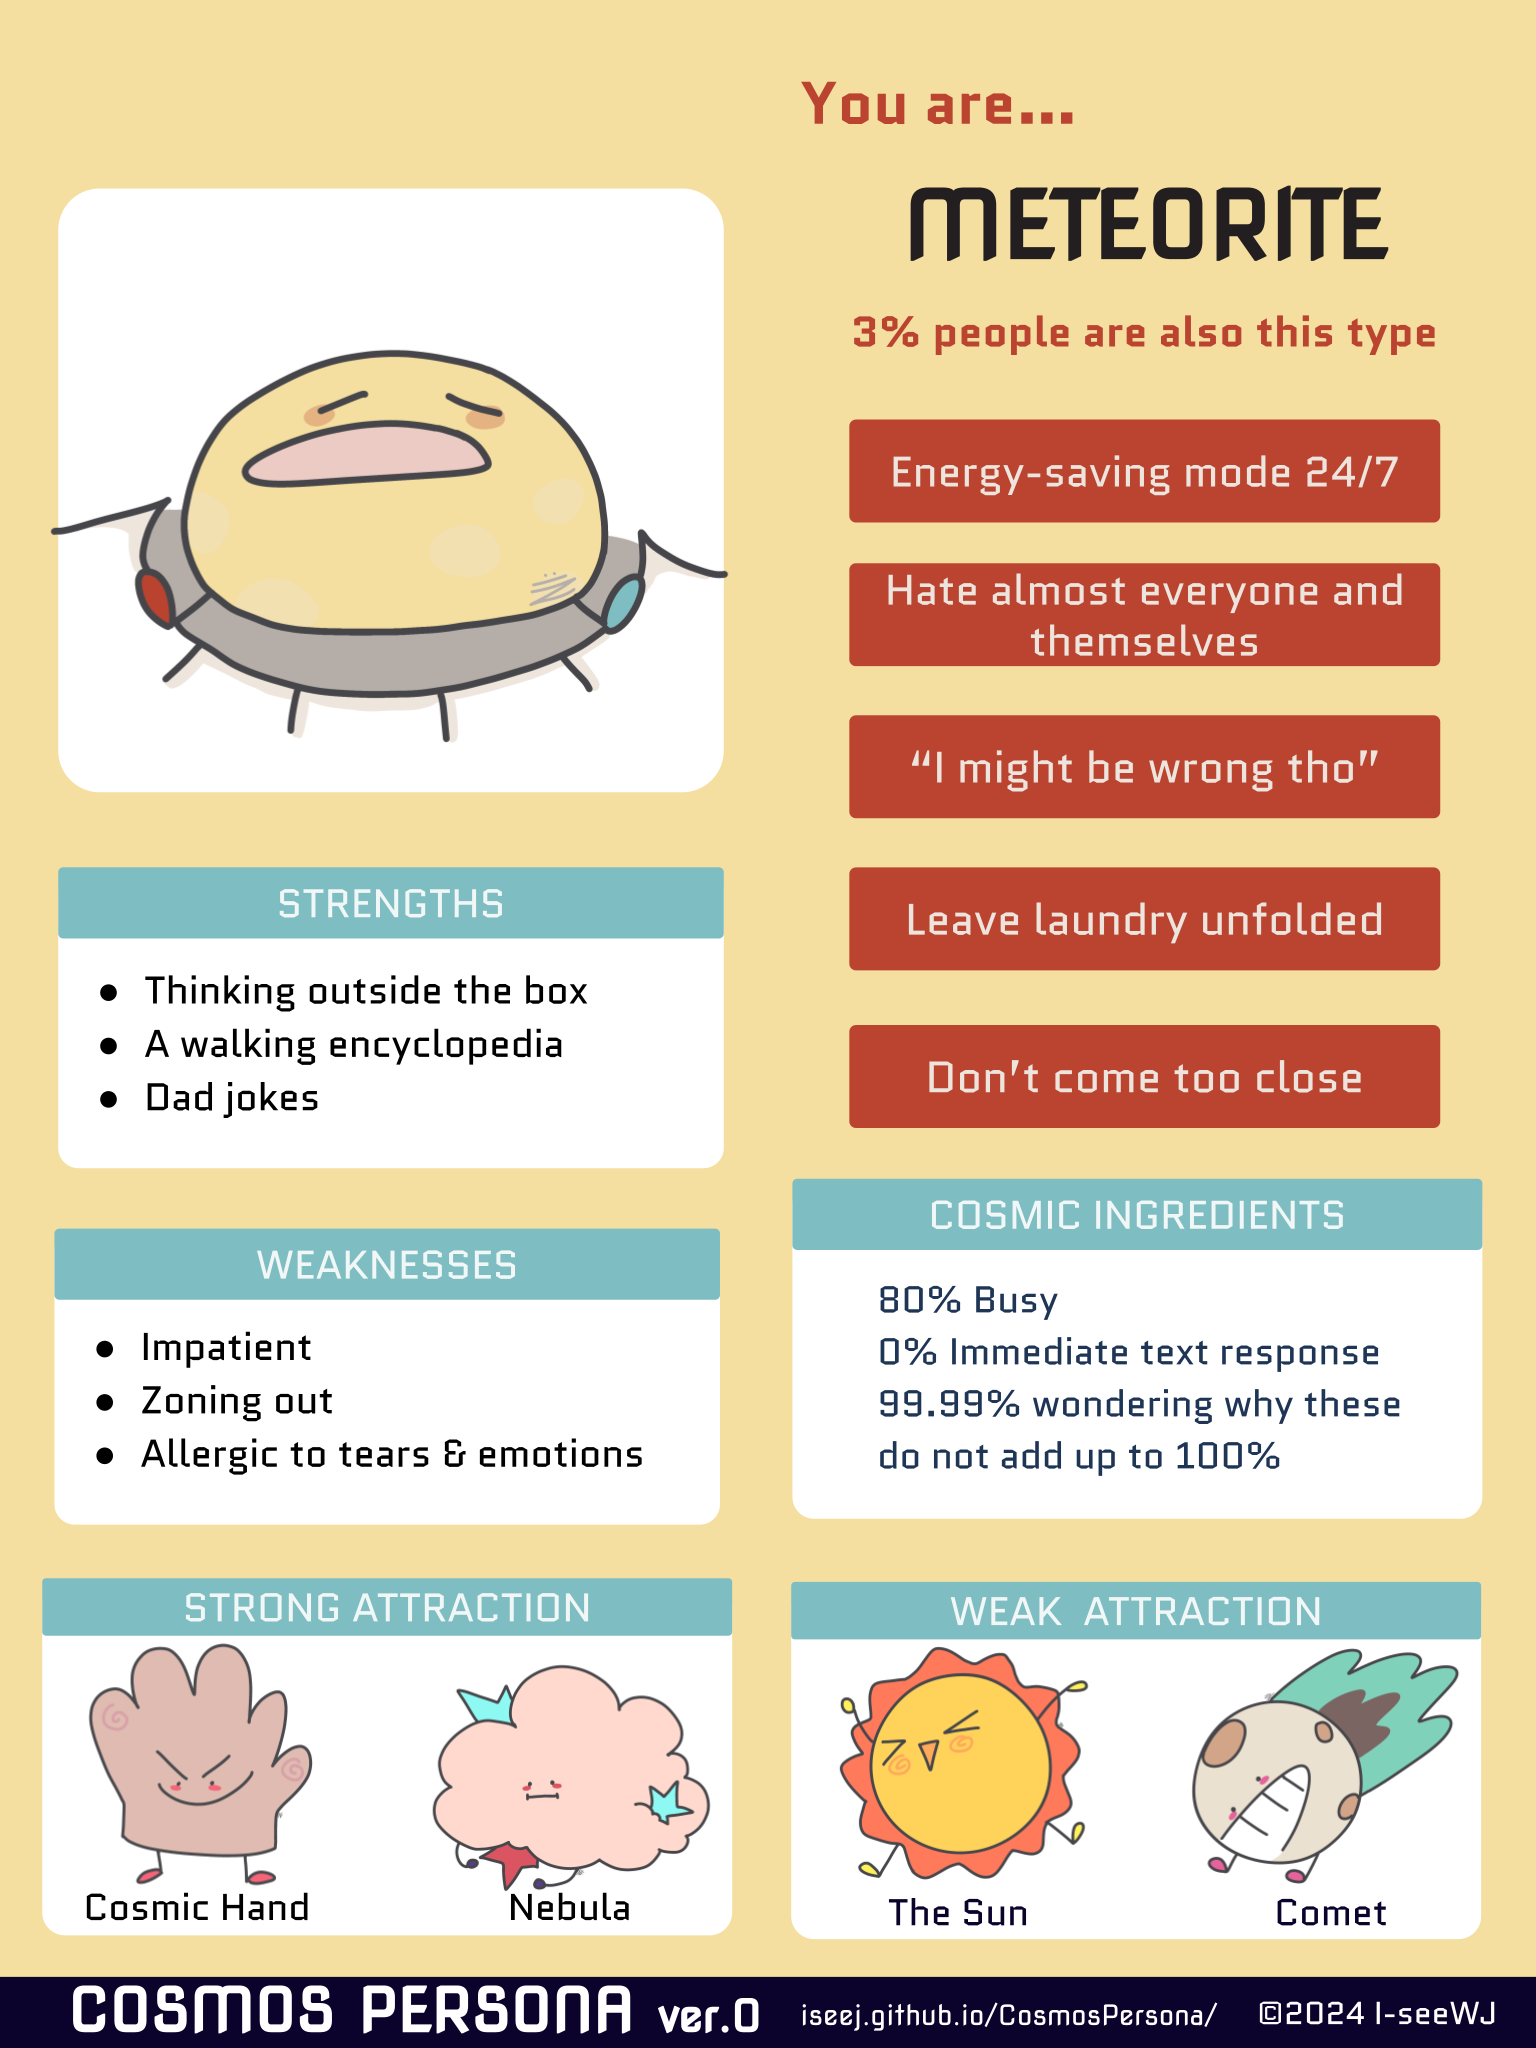 You are...
METEORITE
3% people are also this type
Energy-saving mode 24/7
Hate almost everyone and
themselves
“I might be wrong tho”
Leave laundry unfolded
Don’t come too close
STRENGTHS
● Thinking outside the box
● A walking encyclopedia
● Dad jokes
WEAKNESSES
● Impatient
● Zoning out
● Allergic to tears & emotions
COSMIC INGREDIENTS
80% Busy
0% Immediate text response
99.99% wondering why these
do not add up to 100%
STRONG ATTRACTION
Cosmic Hand
Nebula
WEAK ATTRACTION
The Sun
Comet
COSMOS PERSONA ver.0
iseej.github.io/CosmosPersona/
©2024 I-seeWJ